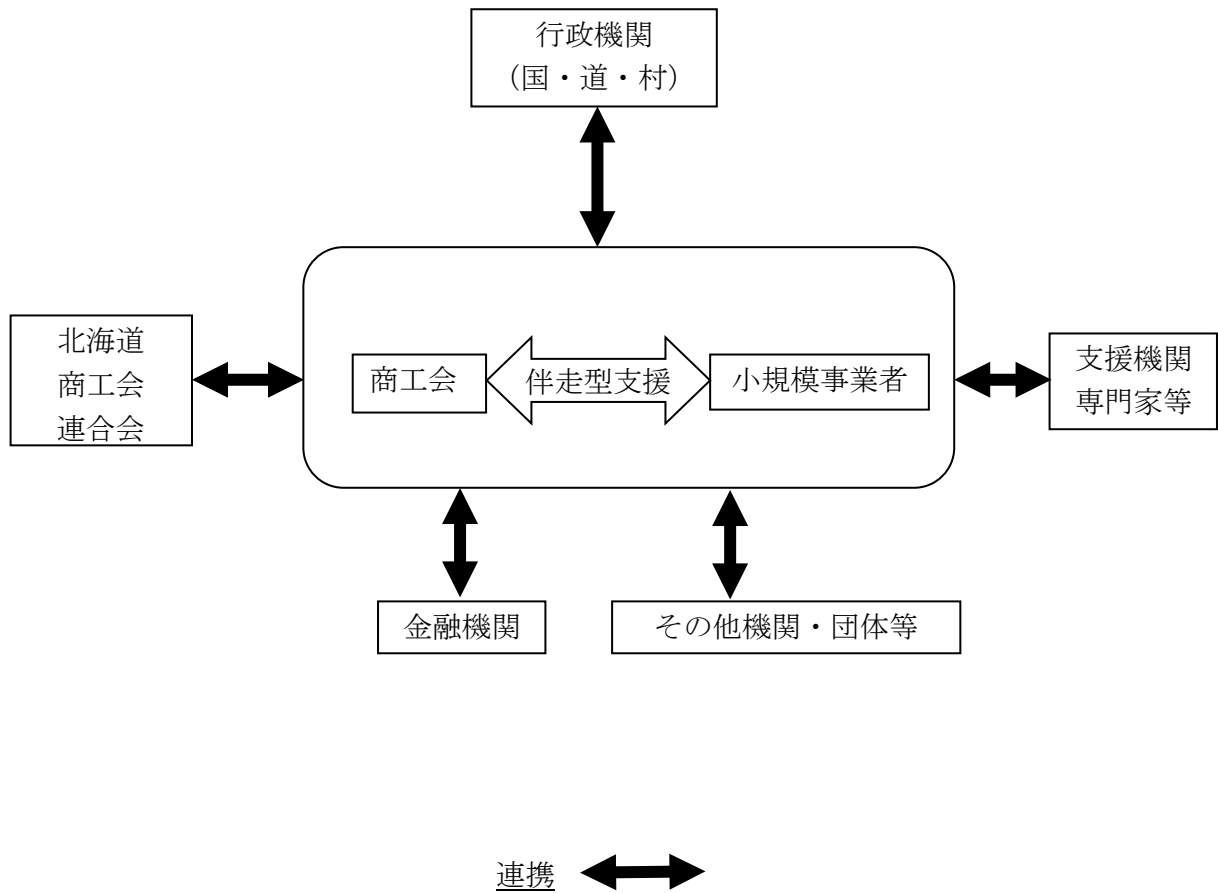 行政機関
（国・道・村）
北海道
商工会
連合会
商工会
伴走型支援
小規模事業者
支援機関
専門家等
金融機関
その他機関・団体等
連携